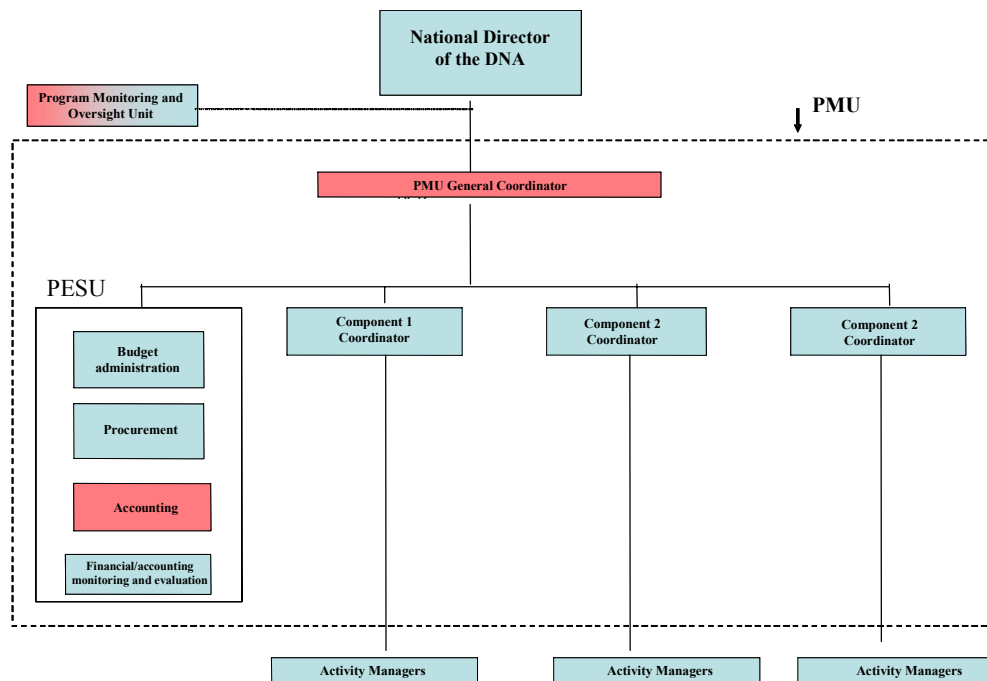 National Director
of the DNA
Program Monitoring and
Oversight Unit
PMU
PMU General Coordinator
PESU
Budget
administration
Procurement
Accounting
Financial/accounting
monitoring and evaluation
Component 1
Coordinator
Component 2
Coordinator
Component 2
Coordinator
Activity Managers
Activity Managers
Activity Managers